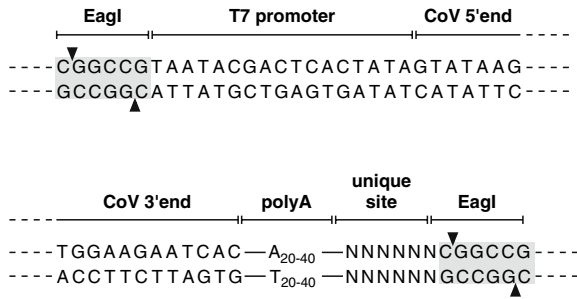 EagI T7 promoter CoV 5'end
CGGCCGTAATACGACTCACTATAGTATAAG
GCCGGCATTATGCTGAGTGATATCATATTC
CoV 3'end polyA unique site EagI
TGGAAGAATCAC—A20-40—NNNNNNCGGCCG
ACCTTCTTAGTG—T20-40—NNNNNNGCCGGC